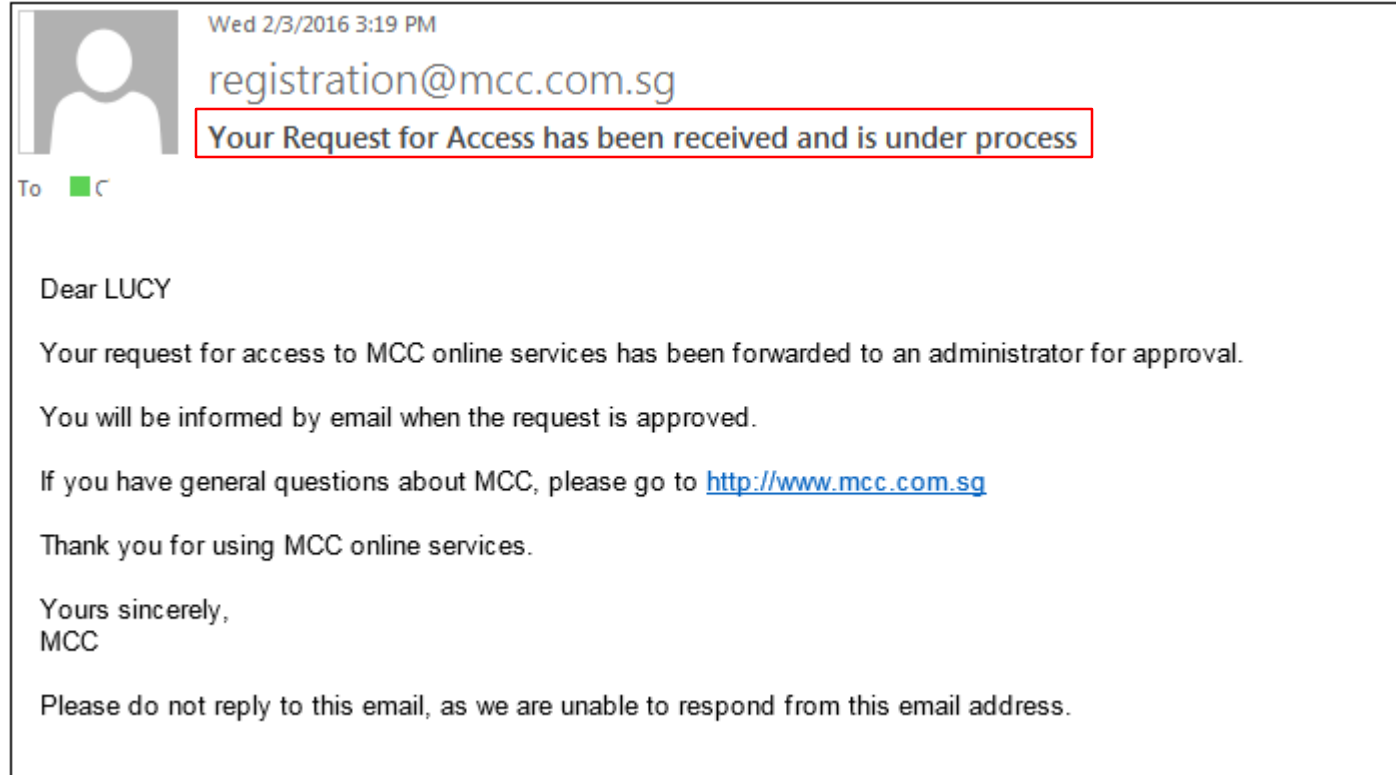 Wed 2/3/2016 3:19 PM
registration@mcc.com.sg
Your Request for Access has been received and is under process
To
Dear LUCY
Your request for access to MCC online services has been forwarded to an administrator for approval.
You will be informed by email when the request is approved.
If you have general questions about MCC, please go to http://www.mcc.com.sg
Thank you for using MCC online services.
Yours sincerely,
MCC
Please do not reply to this email, as we are unable to respond from this email address.